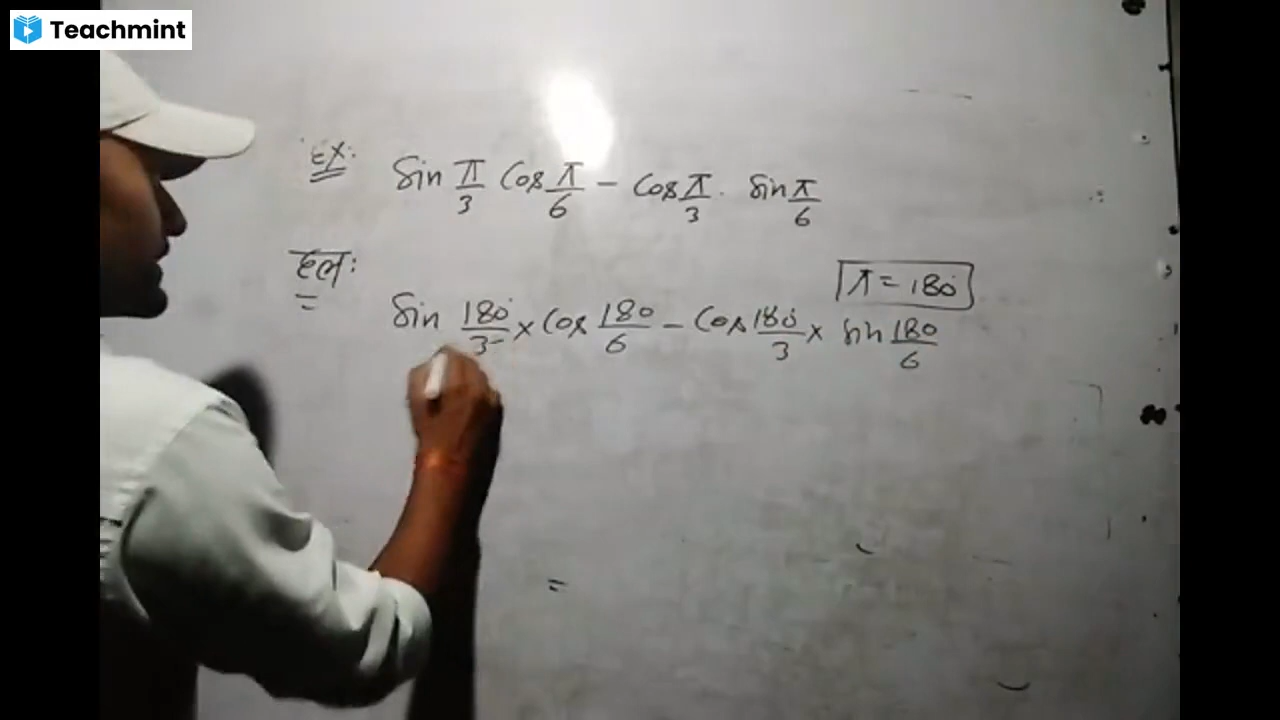 Teachmint
Ex: Sin π/3 Cos π/6 - Cos π/3 . Sin π/6
हल:
π = 180°
Sin 180°/3 × Cos 180/6 - Cos 180°/3 × Sin 180/6
=